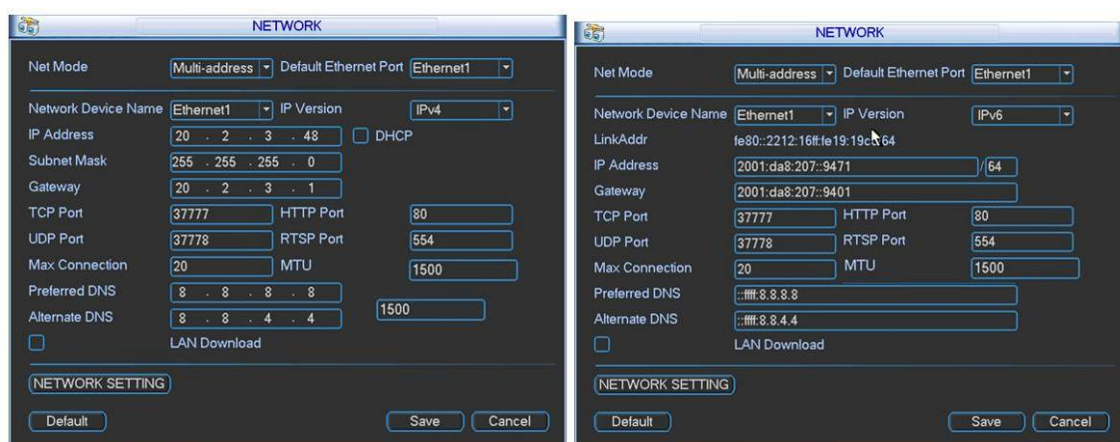 NETWORK
Net Mode Multi-address Default Ethernet Port Ethernet1
Network Device Name Ethernet1 IP Version IPv4
IP Address 20 . 2 . 3 . 48 DHCP
Subnet Mask 255 . 255 . 255 . 0
Gateway 20 . 2 . 3 . 1
TCP Port 37777 HTTP Port 80
UDP Port 37778 RTSP Port 554
Max Connection 20 MTU 1500
Preferred DNS 8 . 8 . 8 . 8
1500
Alternate DNS 8 . 8 . 4 . 4
LAN Download
NETWORK SETTING
Default Save Cancel
NETWORK
Net Mode Multi-address Default Ethernet Port Ethernet1
Network Device Name Ethernet1 IP Version IPv6
LinkAddr
IP Address 2001:da8:207::9471 / 64
Gateway 2001:da8:207::9401
TCP Port 37777 HTTP Port 80
UDP Port 37778 RTSP Port 554
Max Connection 20 MTU 1500
Preferred DNS ::ffff:8.8.8.8
Alternate DNS ::ffff:8.8.4.4
LAN Download
NETWORK SETTING
Default Save Cancel